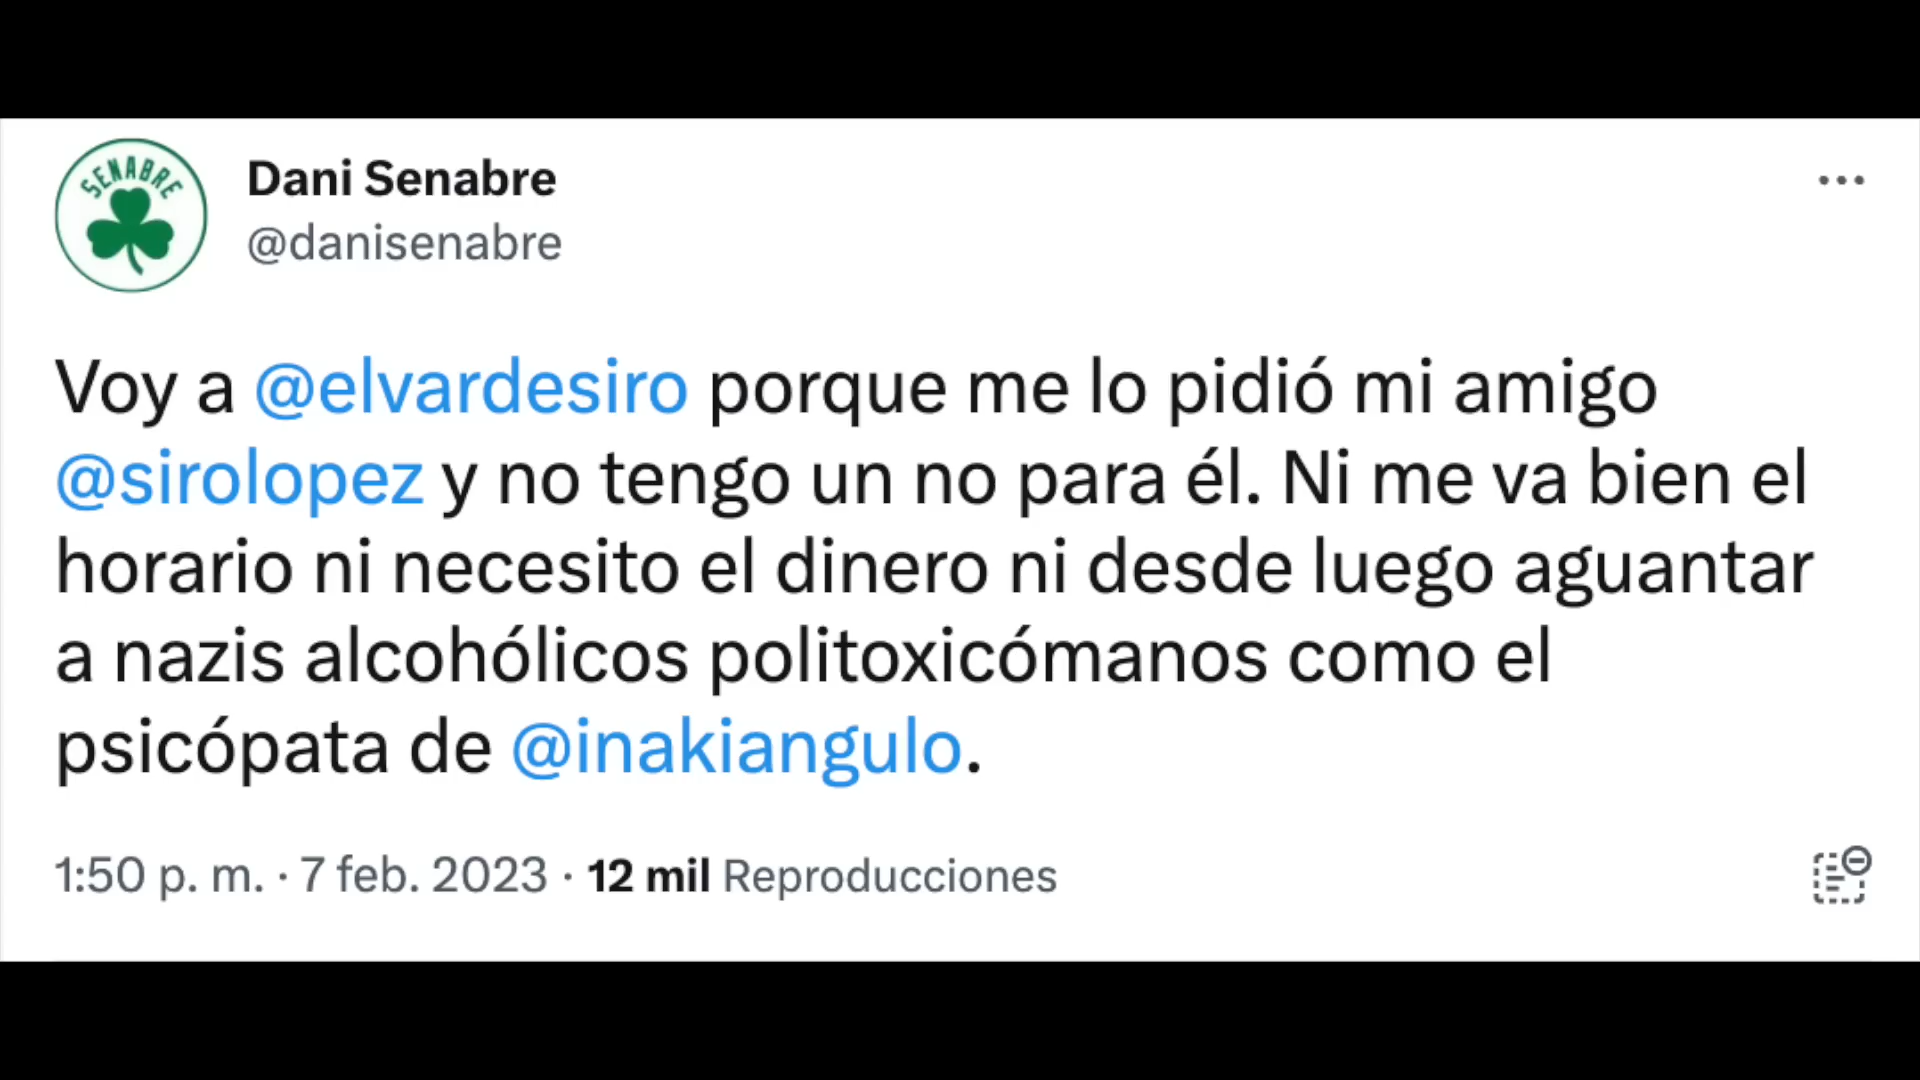 SENABRE
Dani Senabre
@danisenabre
Voy a @elvardesiro porque me lo pidió mi amigo
@sirolopez y no tengo un no para él. Ni me va bien el
horario ni necesito el dinero ni desde luego aguantar
a nazis alcohólicos politoxicómanos como el
psicópata de @inakiangulo.
1:50 p. m. · 7 feb. 2023 · 12 mil Reproducciones